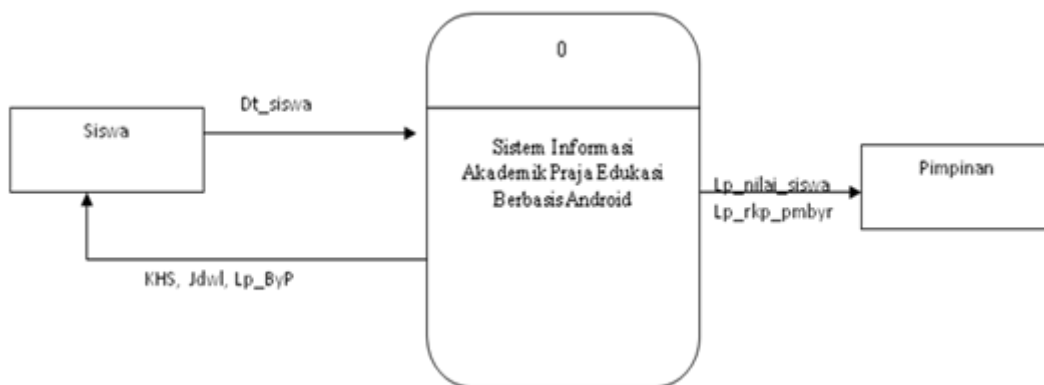 0
Dt_siswa
Siswa
Sistem Informasi
Akademik Praja Edukasi
Berbasis Android
Pimpinan
Lp_nilai_siswa
Lp_rkp_pmbyr
KHS, Jdwl, Lp_ByP